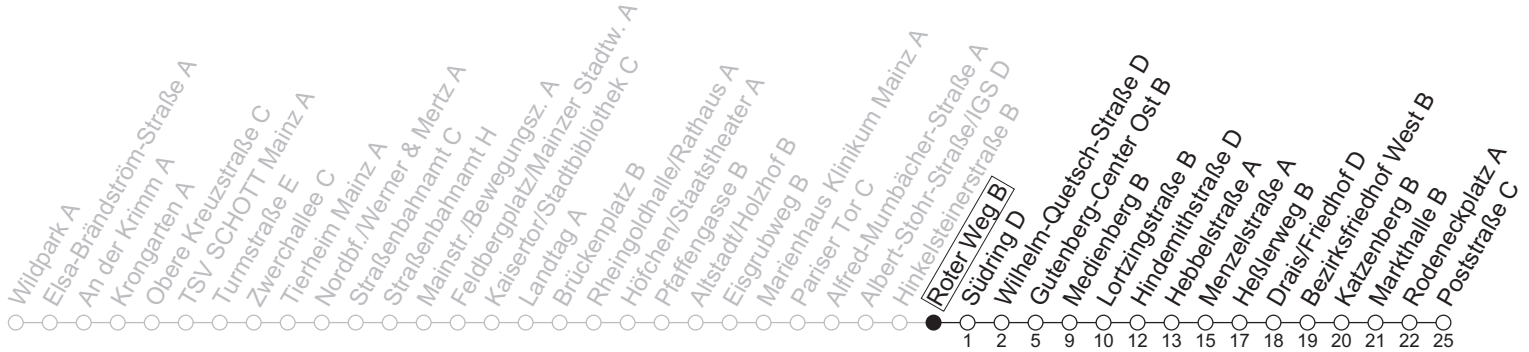 Wildpark A
Elsa-Brändström-Straße A
An der Krimm A
Krongarten A
Obere Kreuzstraße C
TSV SCHOTT Mainz A
Turmstraße E
Zwerchallee C
Tierheim Mainz A
Nordbf./Werner & Mertz A
Straßenbahnamt C
Straßenbahnamt H
Mainstr./Bewegungsz. A
Feldbergplatz/Mainzer Stadtw. A
Kaisertor/Stadtbibliothek C
Landtag A
Brückenplatz B
Rheingoldhalle/Rathaus A
Höfchen/Staatstheater A
Pfaffengasse B
Altstadt/Holzhof B
Eisgrubweg B
Marienhaus Klinikum Mainz A
Pariser Tor C
Alfred-Mumbächer-Straße A
Albert-Stohr-Straße/IGS D
Hinkelsteinerstraße B
Roter Weg B
Südring D
Wilhelm-Quetsch-Straße D
Gutenberg-Center Ost B
Medienberg B
Lortzingstraße B
Hindemithstraße D
Hebbelstraße A
Menzelstraße A
Heßlerweg B
Drais/Friedhof D
Bezirksfriedhof West B
Katzenberg B
Markthalle B
Rodeneckplatz A
Poststraße C
1 2 5 9 10 12 13 15 17 18 19 20 21 22 25